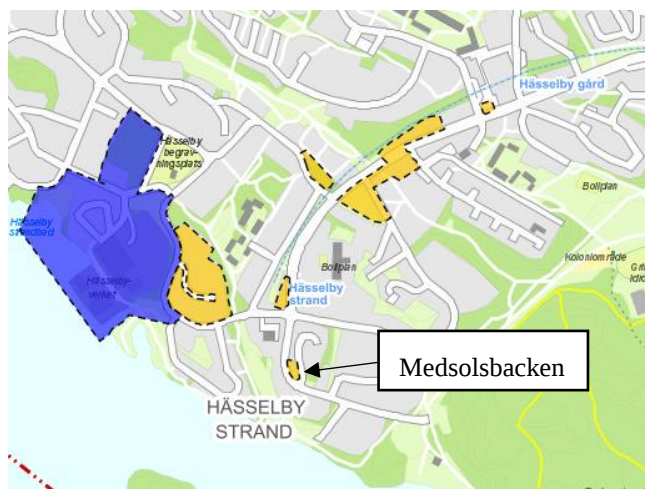 Hässelby gård
Hässelby
begrav-
ningsplats
Bollplan
Hässelby
strandbad
Koloniområde
Bollplan
Hässelby-
verket
Hässelby
strand
Medsolsbacken
HÄSSELBY
STRAND